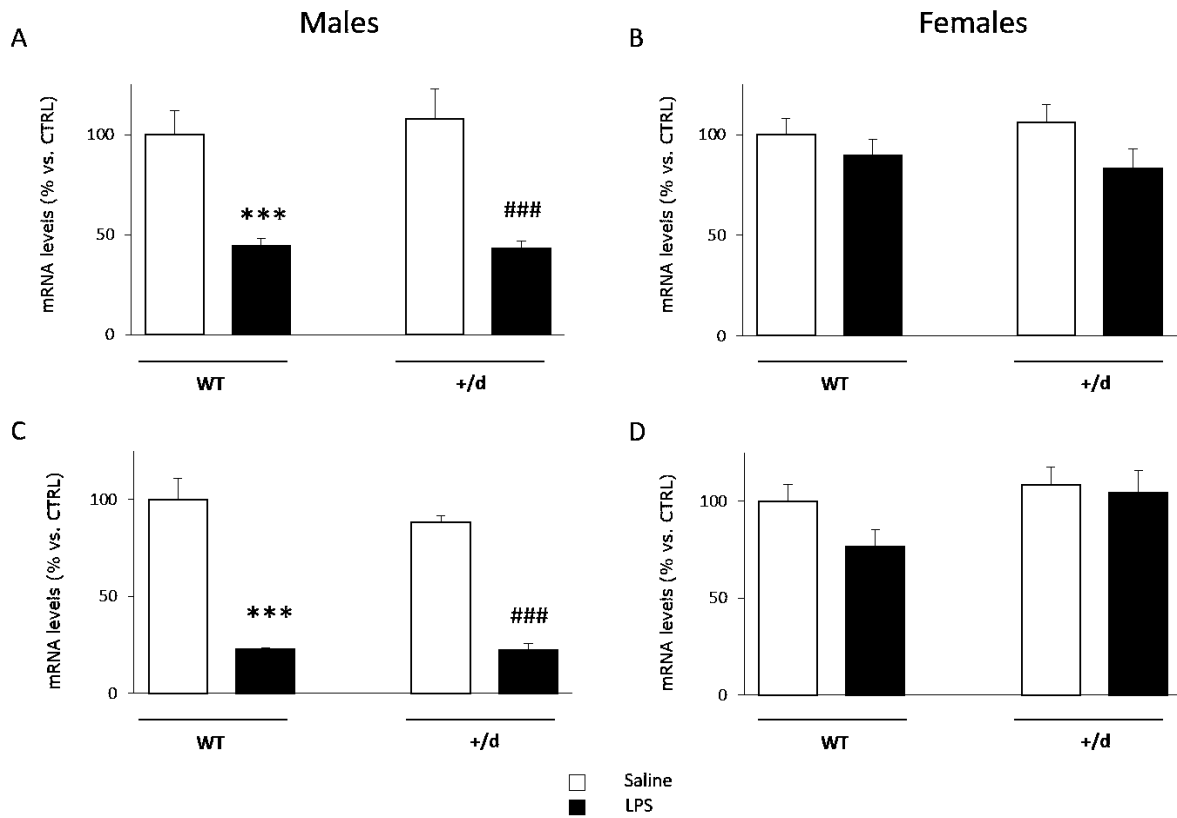 Males
Females
A
mRNA levels (% vs. CTRL)
100
50
0
***
###
WT
+/d
B
mRNA levels (% vs. CTRL)
100
50
0
WT
+/d
C
mRNA levels (% vs. CTRL)
100
50
0
***
###
WT
+/d
D
mRNA levels (% vs. CTRL)
100
50
0
WT
+/d
Saline
LPS